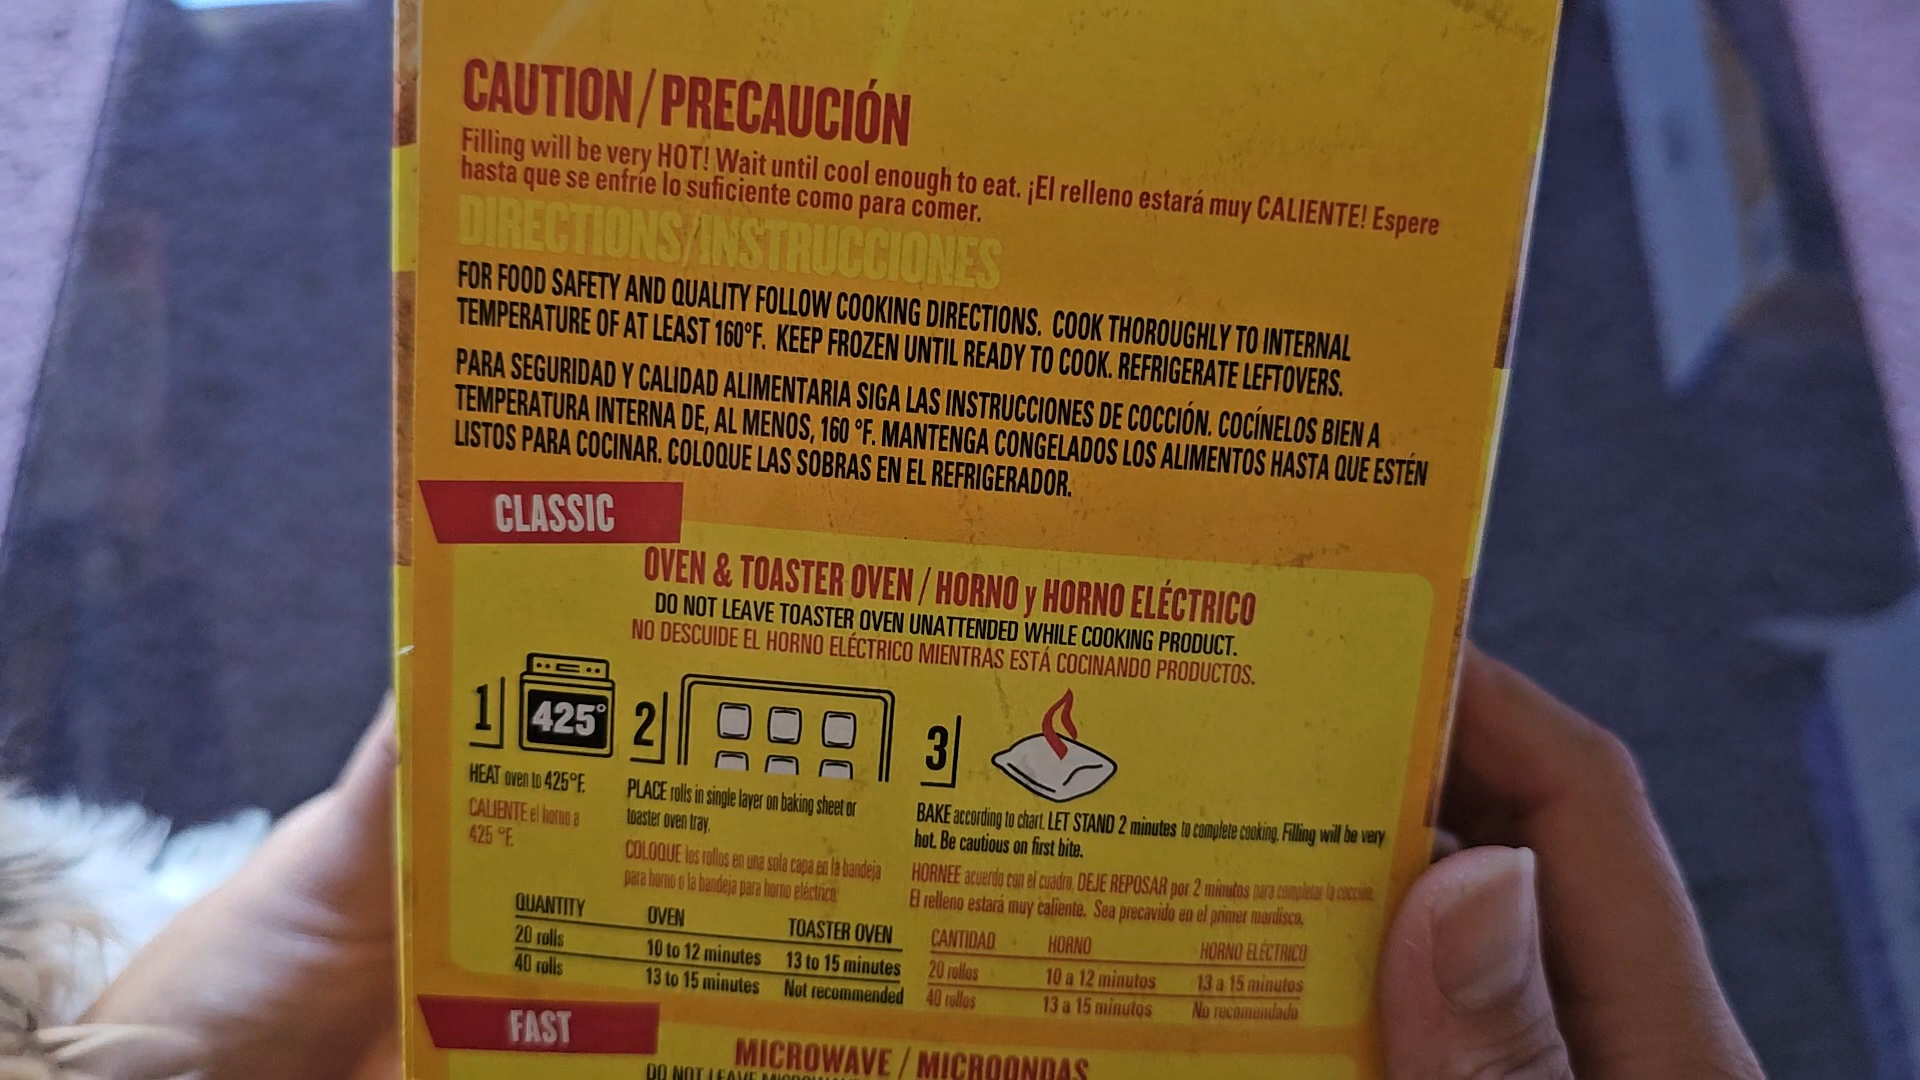 CAUTION/PRECAUCIÓN
Filling will be very HOT! Wait until cool enough to eat. ¡El relleno estará muy CALIENTE! Espere
hasta que se enfríe lo suficiente como para comer.
DIRECTIONS/INSTRUCCIONES
FOR FOOD SAFETY AND QUALITY FOLLOW COOKING DIRECTIONS. COOK THOROUGHLY TO INTERNAL
TEMPERATURE OF AT LEAST 160°F. KEEP FROZEN UNTIL READY TO COOK. REFRIGERATE LEFTOVERS.
PARA SEGURIDAD Y CALIDAD ALIMENTARIA SIGA LAS INSTRUCCIONES DE COCCIÓN. COCÍNELOS BIEN A
TEMPERATURA INTERNA DE, AL MENOS, 160 °F. MANTENGA CONGELADOS LOS ALIMENTOS HASTA QUE ESTÉN
LISTOS PARA COCINAR. COLOQUE LAS SOBRAS EN EL REFRIGERADOR.
CLASSIC
OVEN & TOASTER OVEN / HORNO y HORNO ELÉCTRICO
DO NOT LEAVE TOASTER OVEN UNATTENDED WHILE COOKING PRODUCT.
NO DESCUIDE EL HORNO ELÉCTRICO MIENTRAS ESTÁ COCINANDO PRODUCTOS.
1
425°
HEAT oven to 425°F.
CALIENTE el horno a
425 °F.
2
PLACE rolls in single layer on baking sheet or
toaster oven tray.
COLOQUE los rollos en una sola capa en la bandeja
para horno o la bandeja para horno eléctrico.
3
BAKE according to chart. LET STAND 2 minutes to complete cooking. Filling will be very
hot. Be cautious on first bite.
HORNEE acuerdo con el cuadro. DEJE REPOSAR por 2 minutos para completar la cocción.
El relleno estará muy caliente. Sea precavido en el primer mordisco.
QUANTITY OVEN TOASTER OVEN
20 rolls 10 to 12 minutes 13 to 15 minutes
40 rolls 13 to 15 minutes Not recommended
CANTIDAD HORNO HORNO ELÉCTRICO
20 rollos 10 a 12 minutos 13 a 15 minutos
40 rollos 13 a 15 minutos No recomendado
FAST
MICROWAVE / MICROONDAS
DO NOT LEAVE